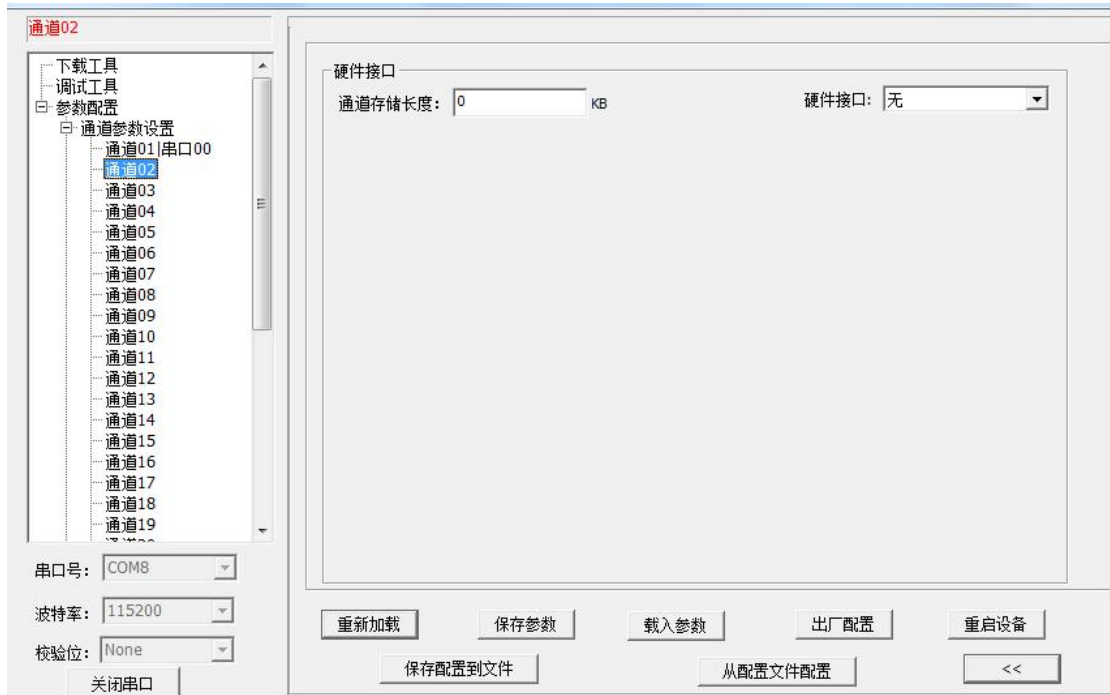 通道02
下载工具
调试工具
参数配置
通道参数设置
通道01|串口00
通道02
通道03
通道04
通道05
通道06
通道07
通道08
通道09
通道10
通道11
通道12
通道13
通道14
通道15
通道16
通道17
通道18
通道19
串口号： COM8
波特率： 115200
校验位： None
关闭串口
硬件接口
通道存储长度： 0 KB 硬件接口: 无
重新加载 保存参数 载入参数 出厂配置 重启设备
保存配置到文件 从配置文件配置 <<